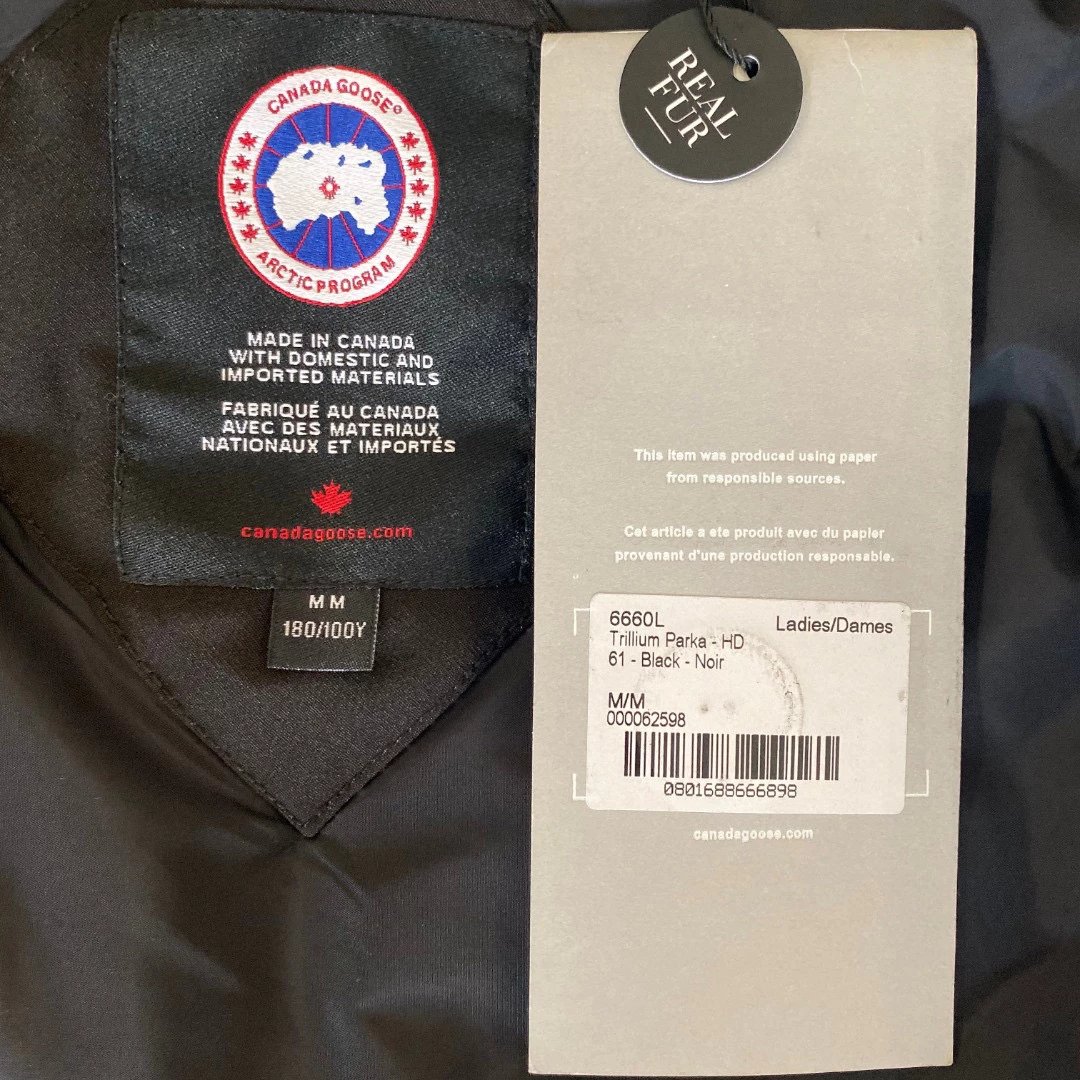 CANADA GOOSE®
ARCTIC PROGRAM
MADE IN CANADA
WITH DOMESTIC AND
IMPORTED MATERIALS
FABRIQUÉ AU CANADA
AVEC DES MATERIAUX
NATIONAUX ET IMPORTÉS
canadagoose.com
M M
180/100Y
REAL
FUR
This item was produced using paper
from responsible sources.
Cet article a ete produit avec du papier
provenant d'une production responsable.
6660L Ladies/Dames
Trillium Parka - HD
61 - Black - Noir
M/M
000062598
0801688666898
canadagoose.com